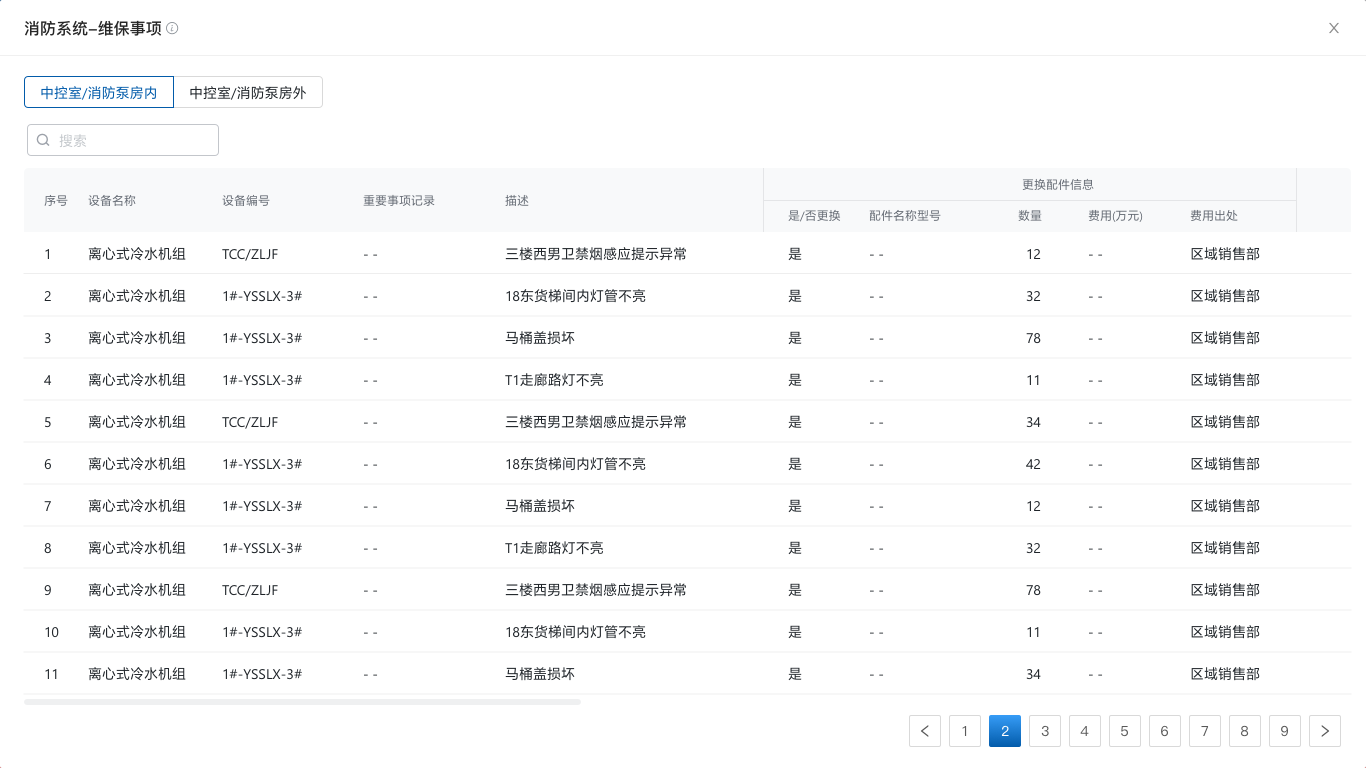 消防系统–维保事项
中控室/消防泵房内 中控室/消防泵房外
搜索
更换配件信息
序号 设备名称 设备编号 重要事项记录 描述
是/否更换 配件名称型号 数量 费用(万元) 费用出处
1 离心式冷水机组 TCC/ZLJF - - 三楼西男卫禁烟感应提示异常 是 - - 12 - - 区域销售部
2 离心式冷水机组 1#-YSSLX-3# - - 18东货梯间内灯管不亮 是 - - 32 - - 区域销售部
3 离心式冷水机组 1#-YSSLX-3# - - 马桶盖损坏 是 - - 78 - - 区域销售部
4 离心式冷水机组 1#-YSSLX-3# - - T1走廊路灯不亮 是 - - 11 - - 区域销售部
5 离心式冷水机组 TCC/ZLJF - - 三楼西男卫禁烟感应提示异常 是 - - 34 - - 区域销售部
6 离心式冷水机组 1#-YSSLX-3# - - 18东货梯间内灯管不亮 是 - - 42 - - 区域销售部
7 离心式冷水机组 1#-YSSLX-3# - - 马桶盖损坏 是 - - 12 - - 区域销售部
8 离心式冷水机组 1#-YSSLX-3# - - T1走廊路灯不亮 是 - - 32 - - 区域销售部
9 离心式冷水机组 TCC/ZLJF - - 三楼西男卫禁烟感应提示异常 是 - - 78 - - 区域销售部
10 离心式冷水机组 1#-YSSLX-3# - - 18东货梯间内灯管不亮 是 - - 11 - - 区域销售部
11 离心式冷水机组 1#-YSSLX-3# - - 马桶盖损坏 是 - - 34 - - 区域销售部
1 2 3 4 5 6 7 8 9